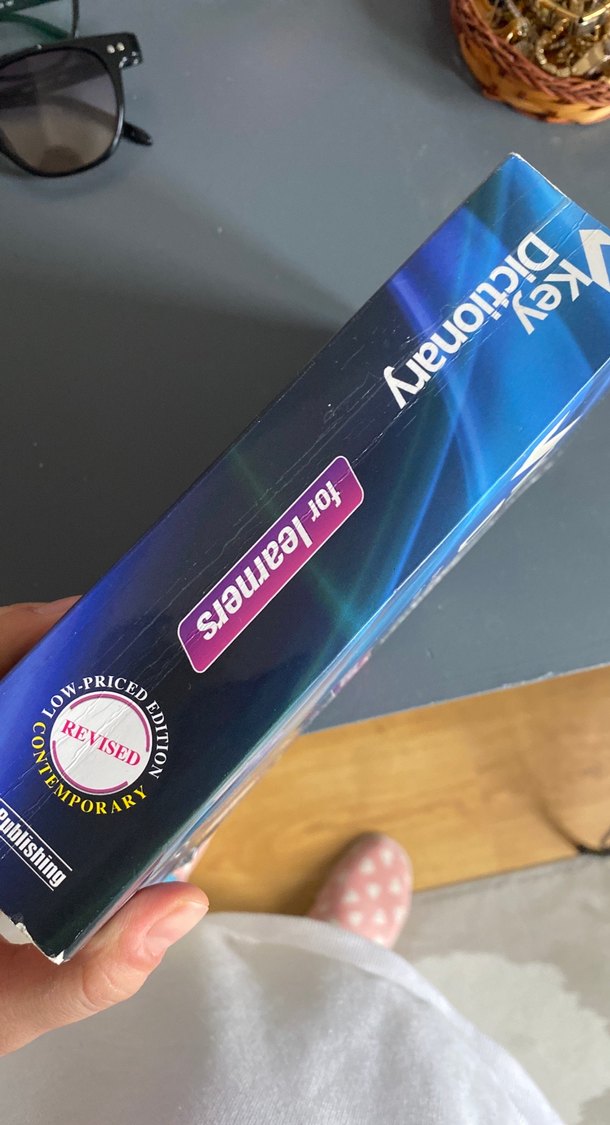 Key
Dictionary
for learners
LOW-PRICED EDITION
REVISED
CONTEMPORARY
Publishing